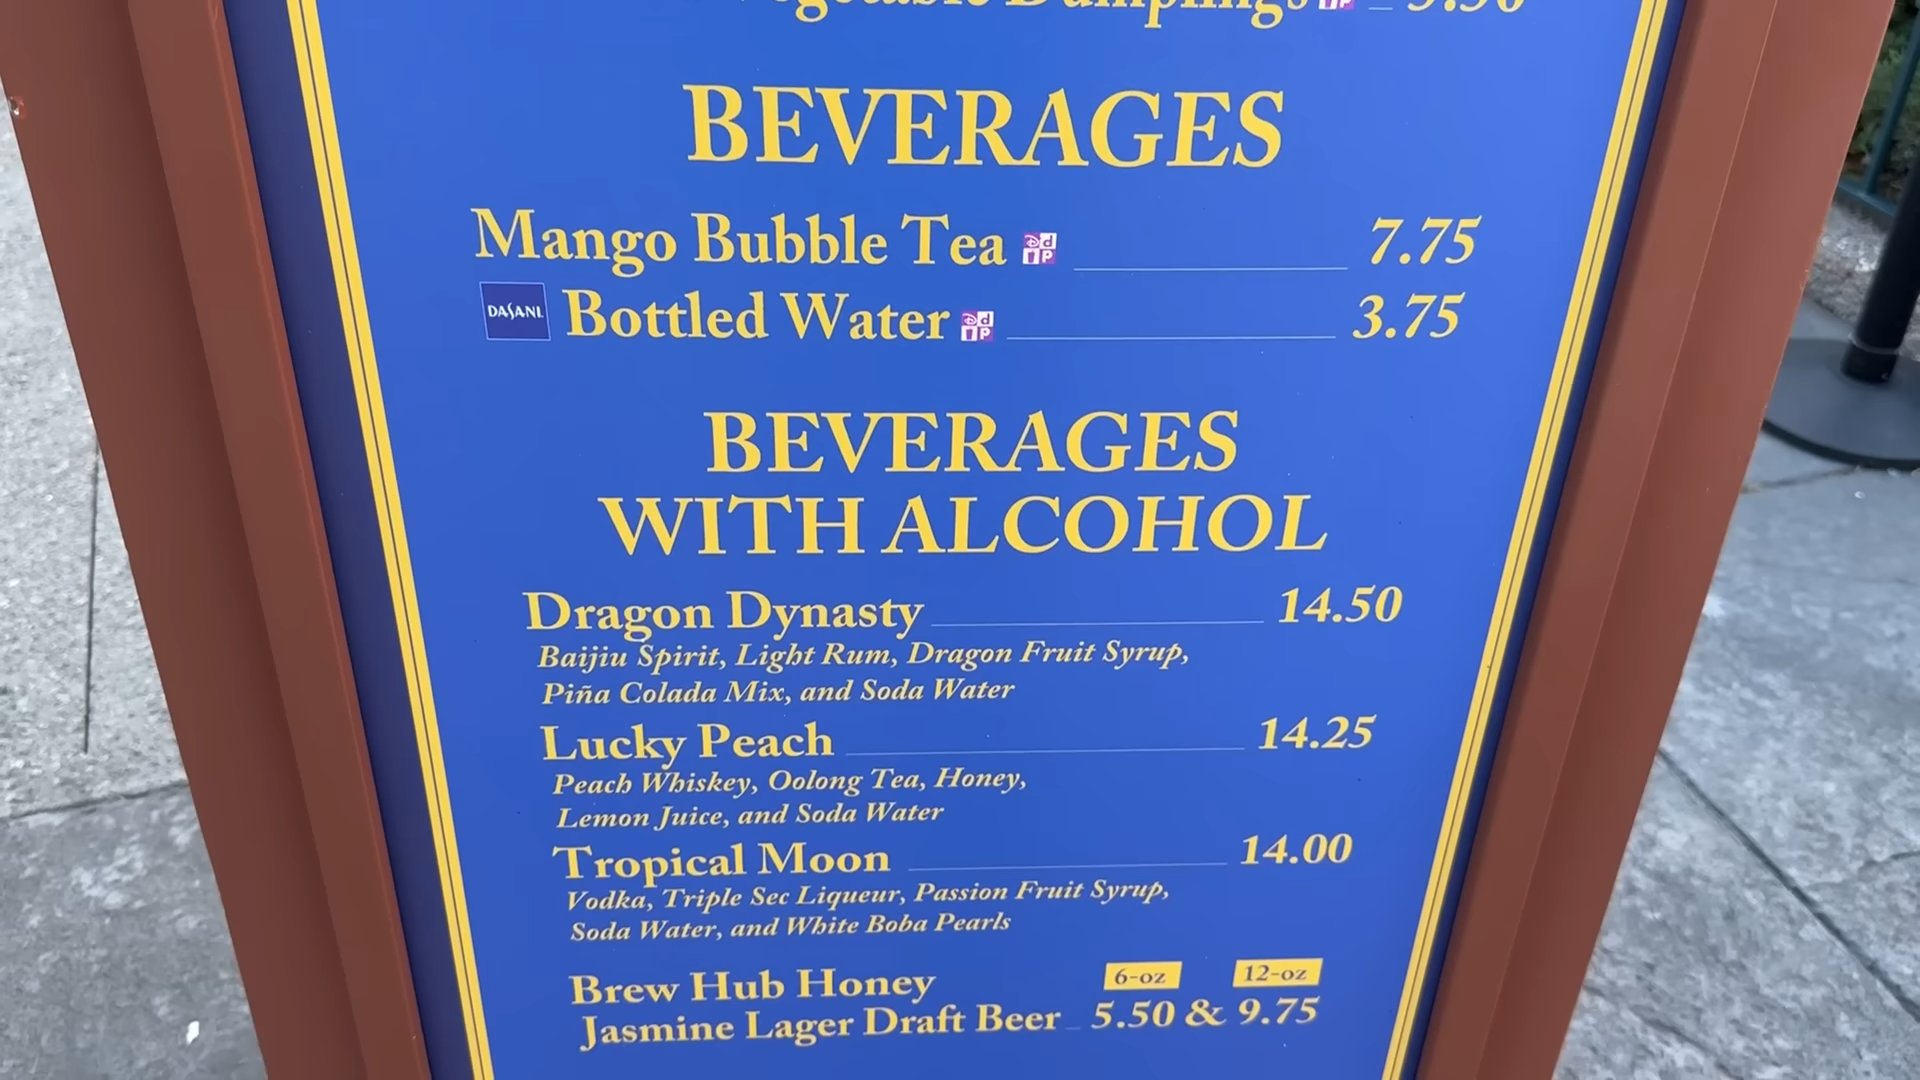 Vegetable Dumplings
BEVERAGES
Mango Bubble Tea 7.75
DASANI Bottled Water 3.75
BEVERAGES
WITH ALCOHOL
Dragon Dynasty 14.50
Baijiu Spirit, Light Rum, Dragon Fruit Syrup,
Piña Colada Mix, and Soda Water
Lucky Peach 14.25
Peach Whiskey, Oolong Tea, Honey,
Lemon Juice, and Soda Water
Tropical Moon 14.00
Vodka, Triple Sec Liqueur, Passion Fruit Syrup,
Soda Water, and White Boba Pearls
Brew Hub Honey 6-oz 12-oz
Jasmine Lager Draft Beer 5.50 & 9.75